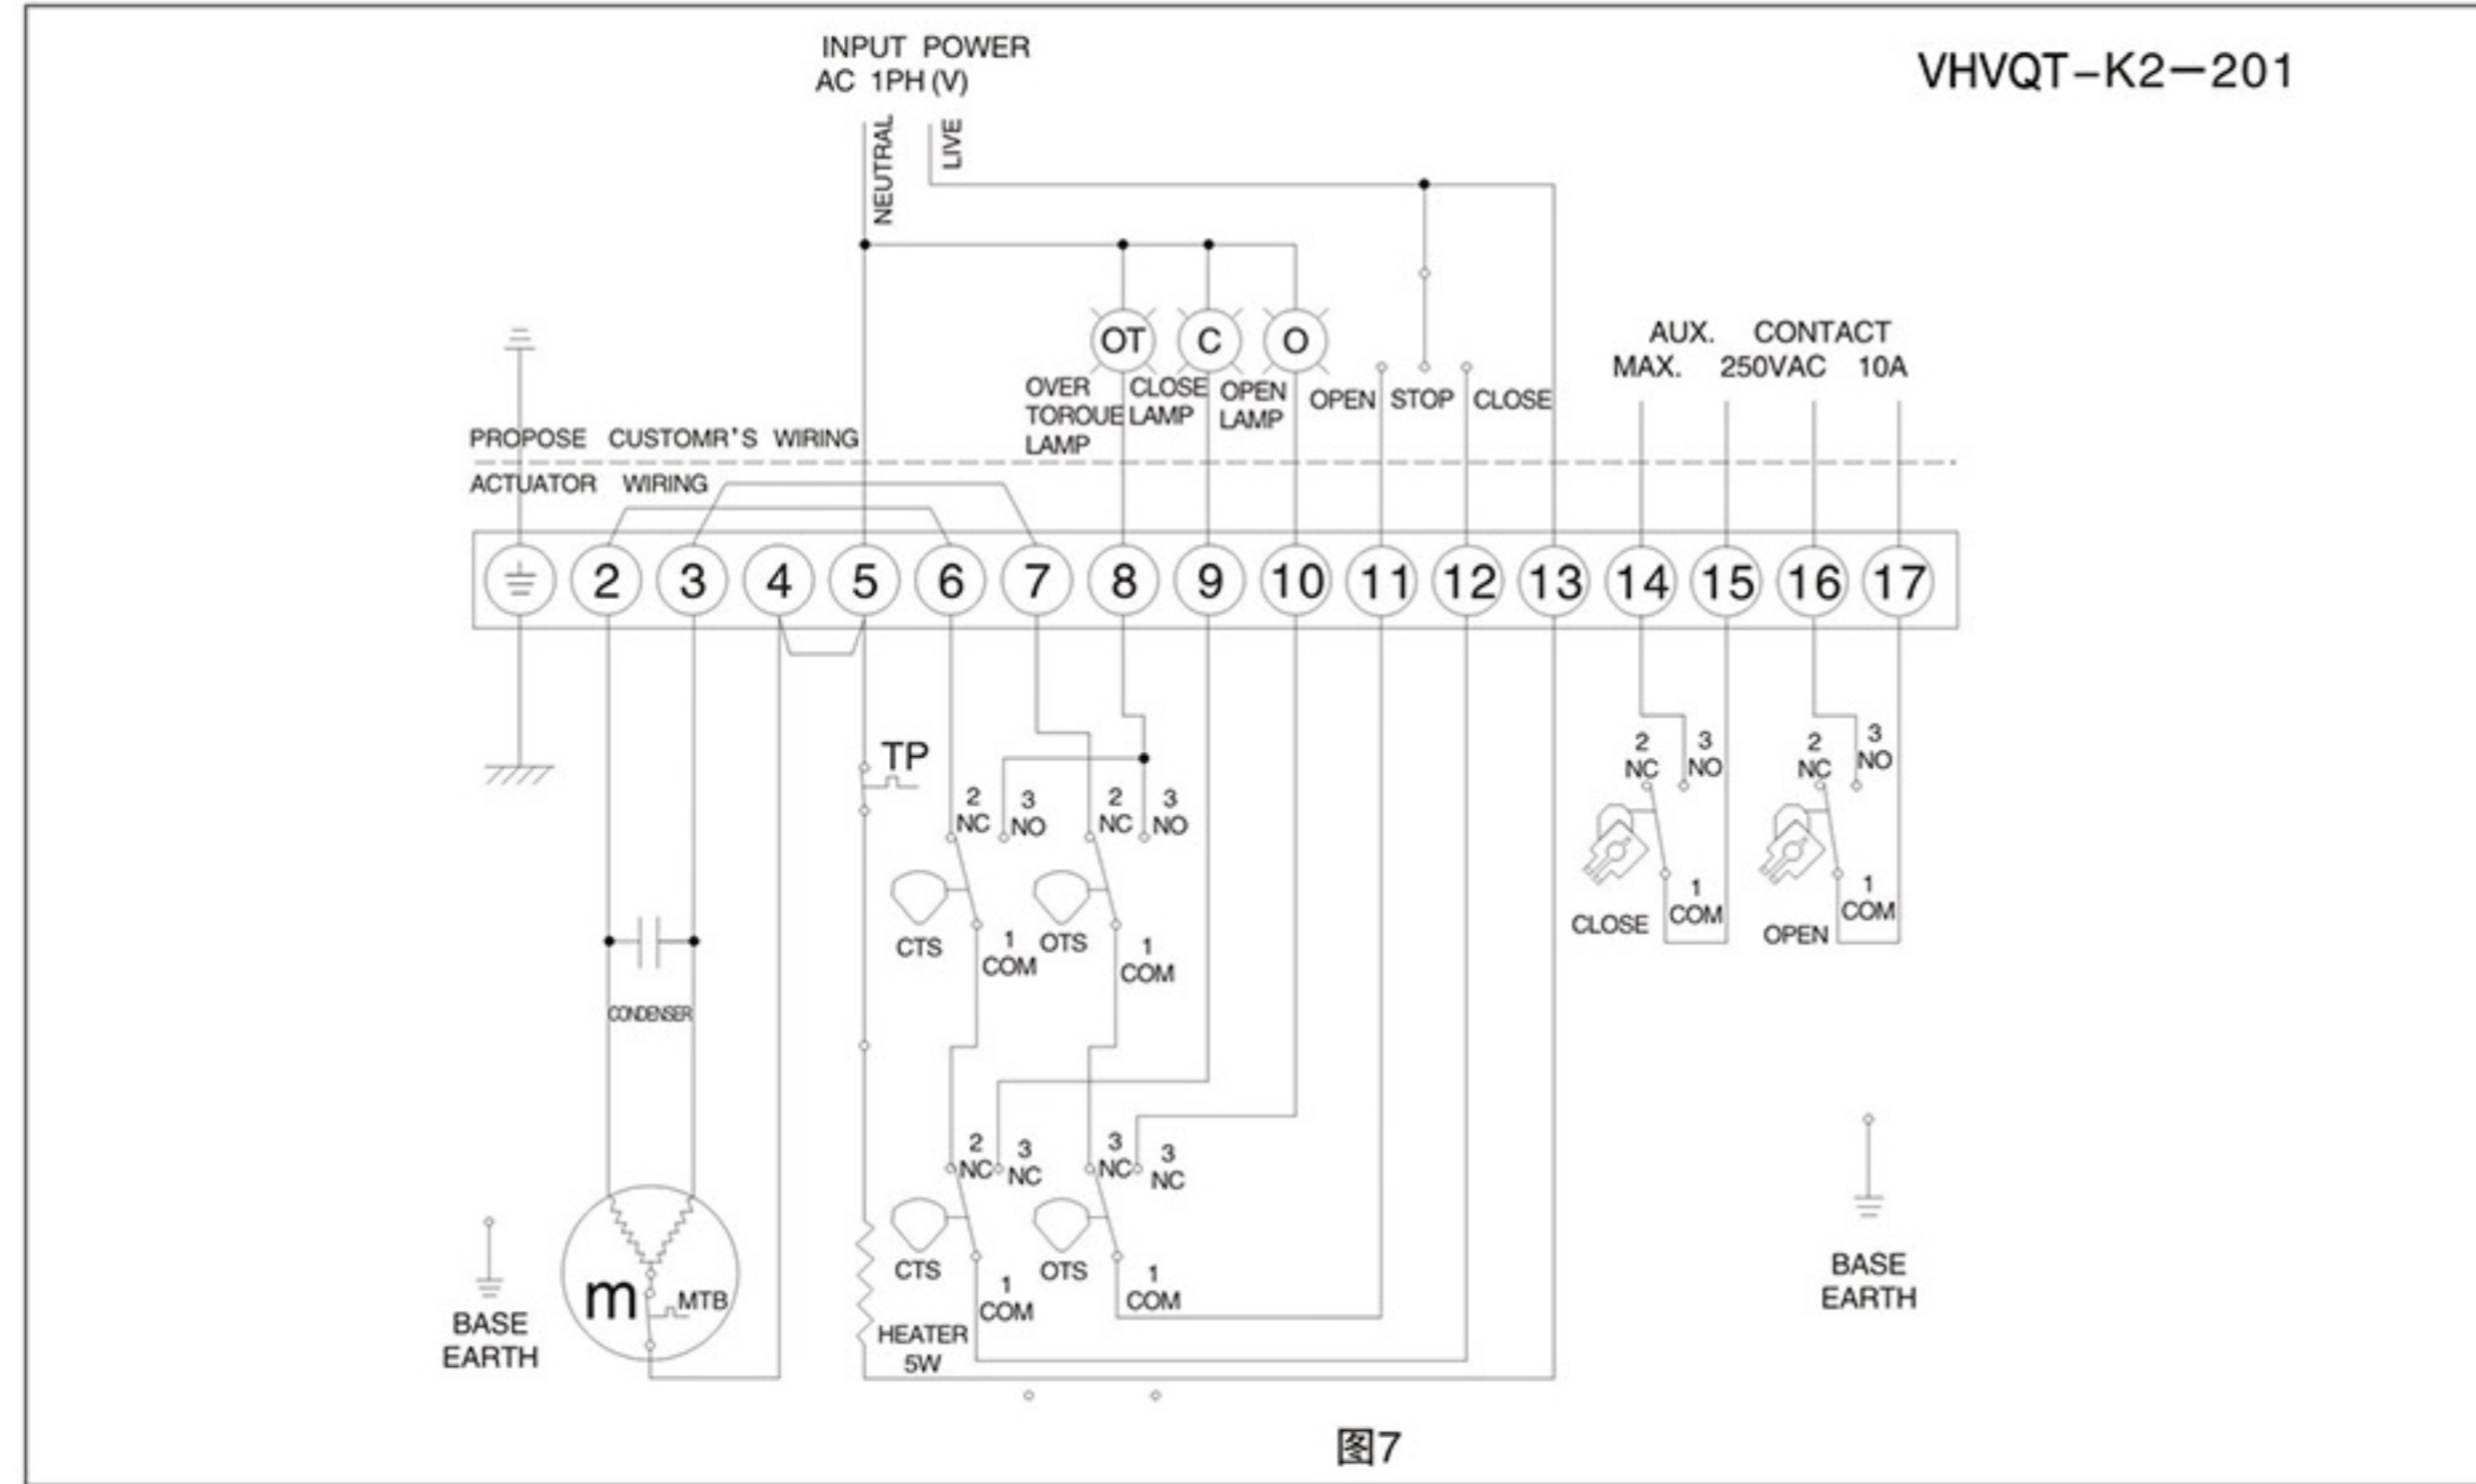 INPUT POWER
AC 1PH (V)
VHVQT-K2-201
NEUTRAL
LIVE
OT
C
O
OVER
TORQUE
LAMP
CLOSE
LAMP
OPEN
LAMP
OPEN
STOP
CLOSE
AUX. CONTACT
MAX. 250VAC 10A
PROPOSE CUSTOMR'S WIRING
ACTUATOR WIRING
2 3 4 5 6 7 8 9 10 11 12 13 14 15 16 17
TP
2
NC
3
NO
2
NC
3
NO
CTS
1
COM
OTS
1
COM
2
NC
3
NO
CLOSE
1
COM
2
NC
3
NO
OPEN
1
COM
CONDENSER
2
NC
3
NC
3
NC
3
NC
CTS
1
COM
OTS
1
COM
m
MTB
HEATER
5W
BASE
EARTH
BASE
EARTH
图7